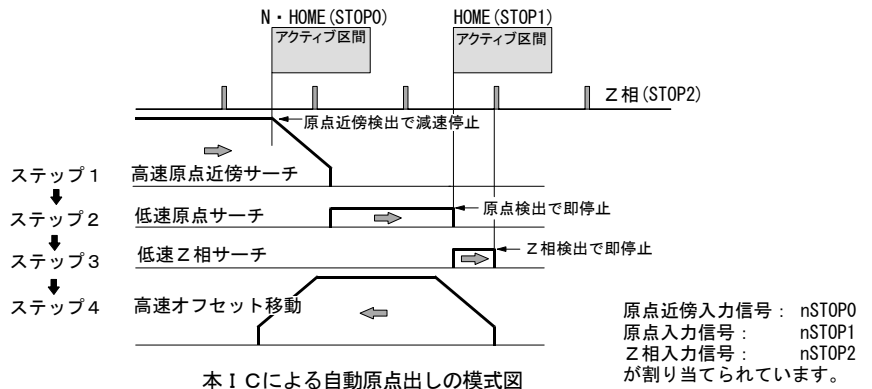 N・HOME(STOP0)
アクティブ区間
HOME(STOP1)
アクティブ区間
Z相(STOP2)
原点近傍検出で減速停止
ステップ1 高速原点近傍サーチ
ステップ2 低速原点サーチ
原点検出で即停止
ステップ3 低速Z相サーチ
Z相検出で即停止
ステップ4 高速オフセット移動
原点近傍入力信号: nSTOP0
原点入力信号: nSTOP1
Z相入力信号: nSTOP2
が割り当てられています。
本ICによる自動原点出しの模式図